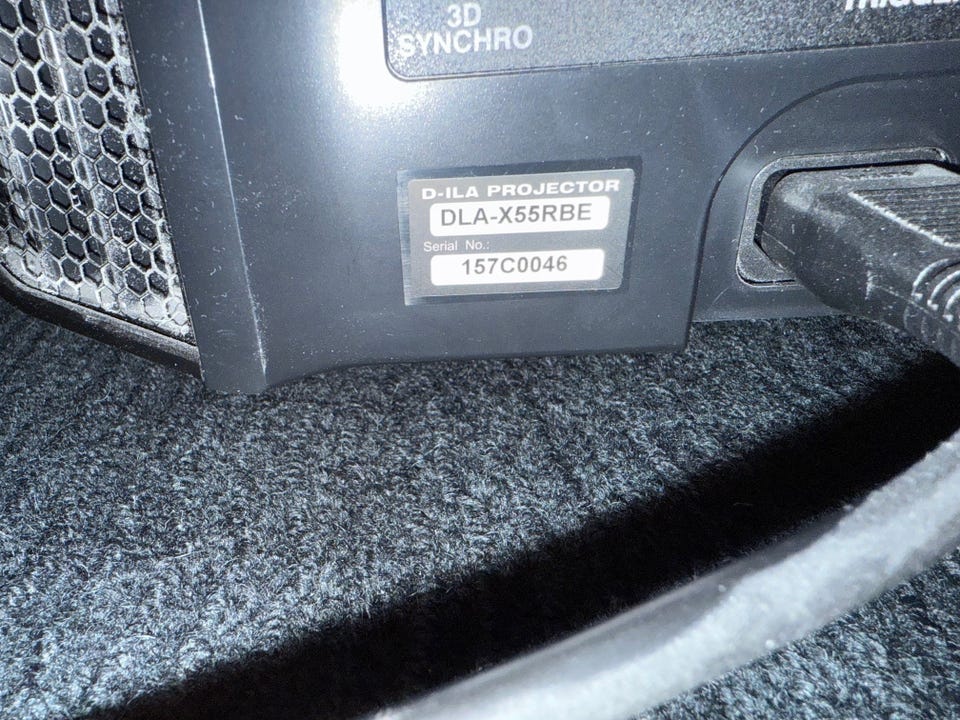 3D
SYNCHRO
D-ILA PROJECTOR
DLA-X55RBE
Serial No.:
157C0046